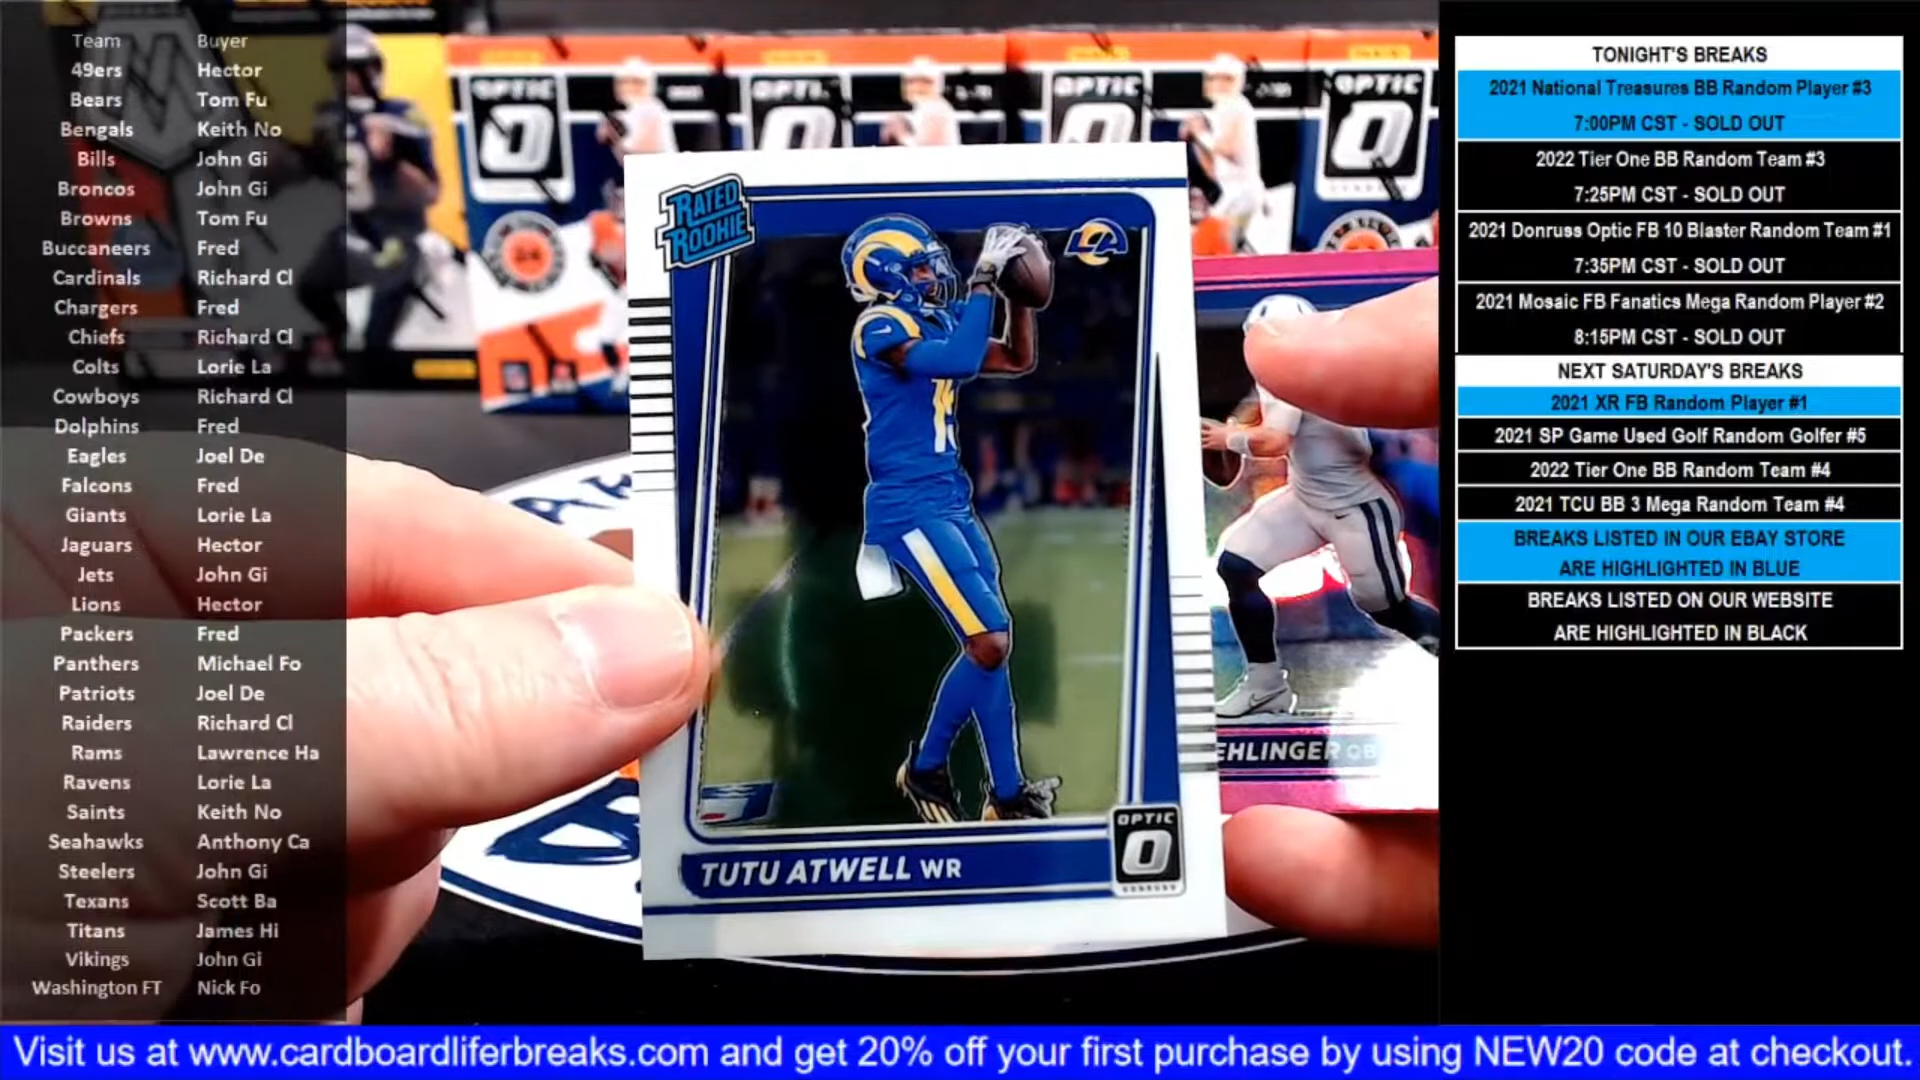 Team Buyer
49ers Hector
Bears Tom Fu
Bengals Keith No
Bills John Gi
Broncos John Gi
Browns Tom Fu
Buccaneers Fred
Cardinals Richard Cl
Chargers Fred
Chiefs Richard Cl
Colts Lorie La
Cowboys Richard Cl
Dolphins Fred
Eagles Joel De
Falcons Fred
Giants Lorie La
Jaguars Hector
Jets John Gi
Lions Hector
Packers Fred
Panthers Michael Fo
Patriots Joel De
Raiders Richard Cl
Rams Lawrence Ha
Ravens Lorie La
Saints Keith No
Seahawks Anthony Ca
Steelers John Gi
Texans Scott Ba
Titans James Hi
Vikings John Gi
Washington FT Nick Fo
OPTIC
OPTIC
OPTIC
RATED
ROOKIE
LA
TUTU ATWELL WR
OPTIC
DONRUSS
EHLINGER QB
TONIGHT'S BREAKS
2021 National Treasures BB Random Player #3
7:00PM CST - SOLD OUT
2022 Tier One BB Random Team #3
7:25PM CST - SOLD OUT
2021 Donruss Optic FB 10 Blaster Random Team #1
7:35PM CST - SOLD OUT
2021 Mosaic FB Fanatics Mega Random Player #2
8:15PM CST - SOLD OUT
NEXT SATURDAY'S BREAKS
2021 XR FB Random Player #1
2021 SP Game Used Golf Random Golfer #5
2022 Tier One BB Random Team #4
2021 TCU BB 3 Mega Random Team #4
BREAKS LISTED IN OUR EBAY STORE
ARE HIGHLIGHTED IN BLUE
BREAKS LISTED ON OUR WEBSITE
ARE HIGHLIGHTED IN BLACK
Visit us at www.cardboardliferbreaks.com and get 20% off your first purchase by using NEW20 code at checkout.